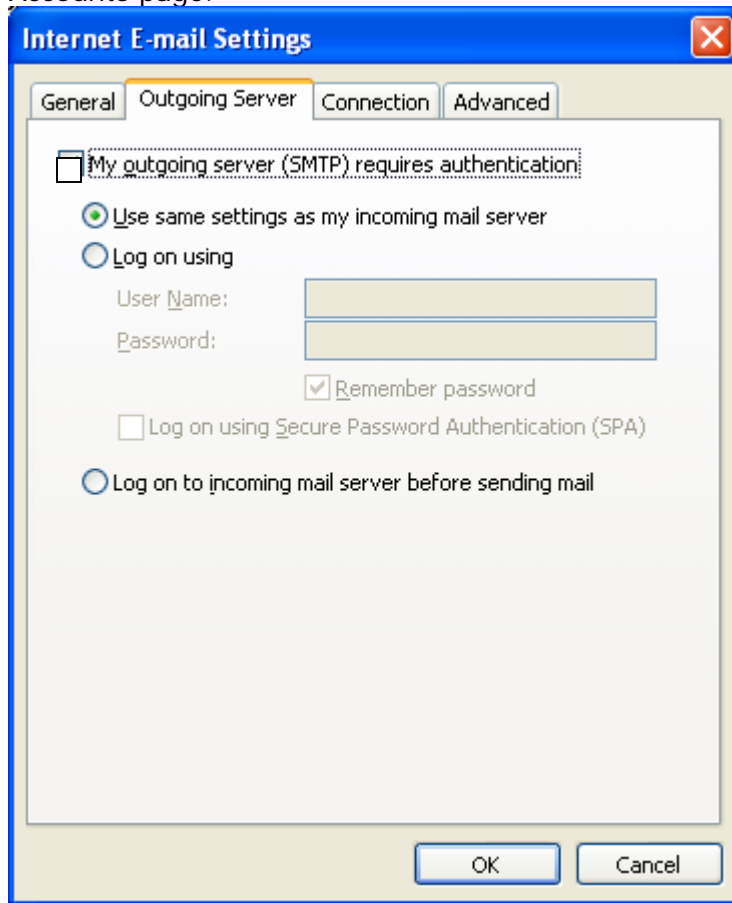 Accounts page.
Internet E-mail Settings
General Outgoing Server Connection Advanced
My outgoing server (SMTP) requires authentication
Use same settings as my incoming mail server
Log on using
User Name:
Password:
Remember password
Log on using Secure Password Authentication (SPA)
Log on to incoming mail server before sending mail
OK Cancel